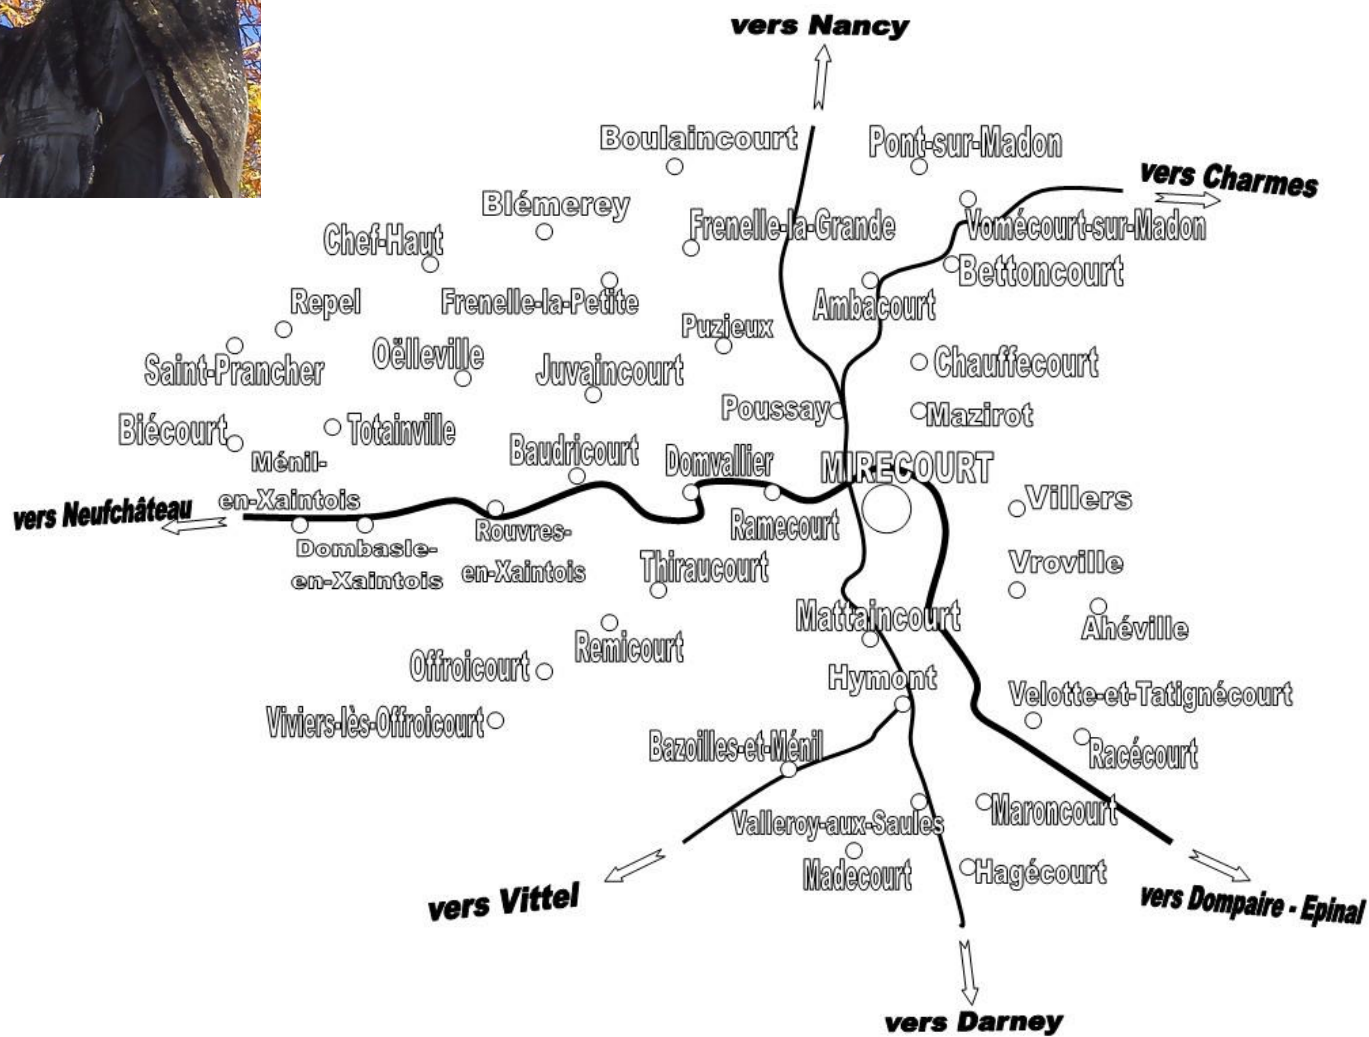 vers Nancy
Boulaincourt
Pont-sur-Madon
vers Charmes
Blémerey
Frenelle-la-Grande
Vomécourt-sur-Madon
Chef-Haut
Bettoncourt
Repel
Frenelle-la-Petite
Ambacourt
Puzieux
Saint-Prancher
Oëlleville
Juvaincourt
Chauffecourt
Poussay
Mazirot
Biécourt
Totainville
Baudricourt
Domvallier
MIRECOURT
Ménil-
en-Xaintois
vers Neufchâteau
Villers
Ramecourt
Rouvres-
en-Xaintois
Dombasle-
en-Xaintois
Thiraucourt
Vroville
Mattaincourt
Ahéville
Remicourt
Offroicourt
Hymont
Velotte-et-Tatignécourt
Viviers-lès-Offroicourt
Bazoilles-et-Ménil
Racécourt
Maroncourt
Valleroy-aux-Saules
Madecourt
Hagécourt
vers Vittel
vers Dompaire - Epinal
vers Darney